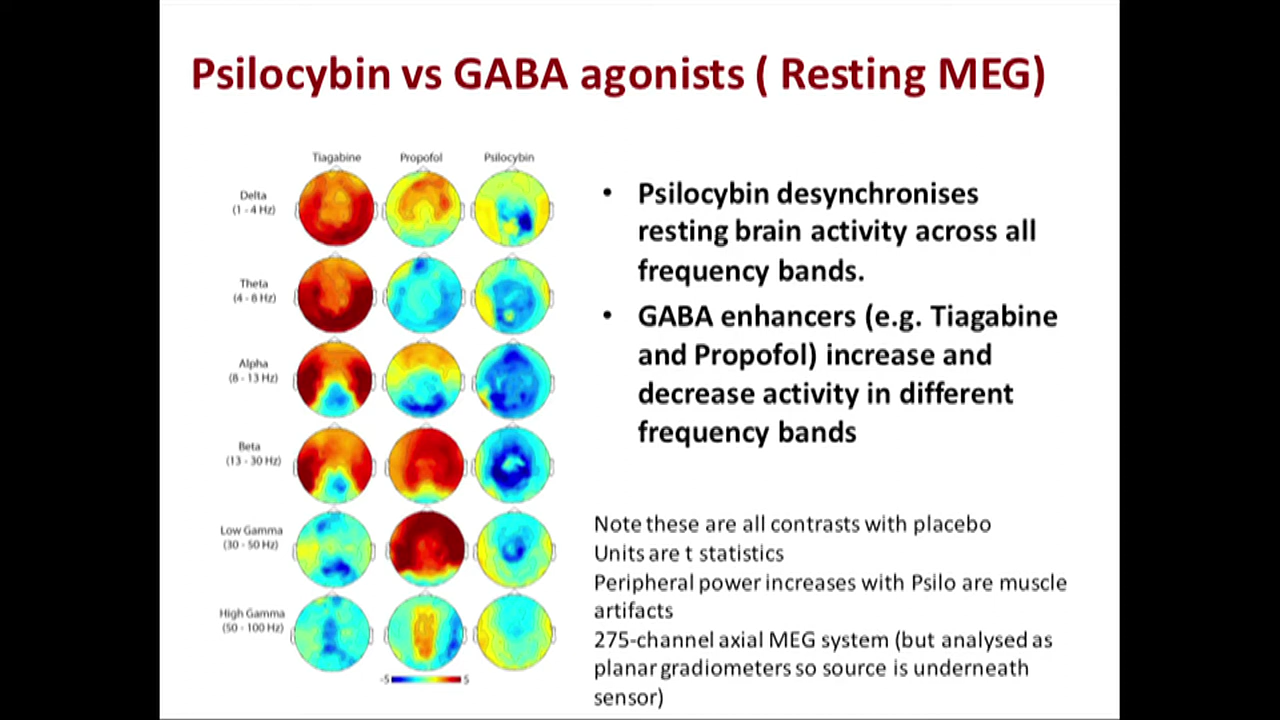 Psilocybin vs GABA agonists ( Resting MEG)
Tiagabine Propofol Psilocybin
Delta
(1 - 4 Hz)
Theta
(4 - 8 Hz)
Alpha
(8 - 13 Hz)
Beta
(13 - 30 Hz)
Low Gamma
(30 - 50 Hz)
High Gamma
(50 - 100 Hz)
-5 5
• Psilocybin desynchronises
resting brain activity across all
frequency bands.
• GABA enhancers (e.g. Tiagabine
and Propofol) increase and
decrease activity in different
frequency bands
Note these are all contrasts with placebo
Units are t statistics
Peripheral power increases with Psilo are muscle
artifacts
275-channel axial MEG system (but analysed as
planar gradiometers so source is underneath
sensor)